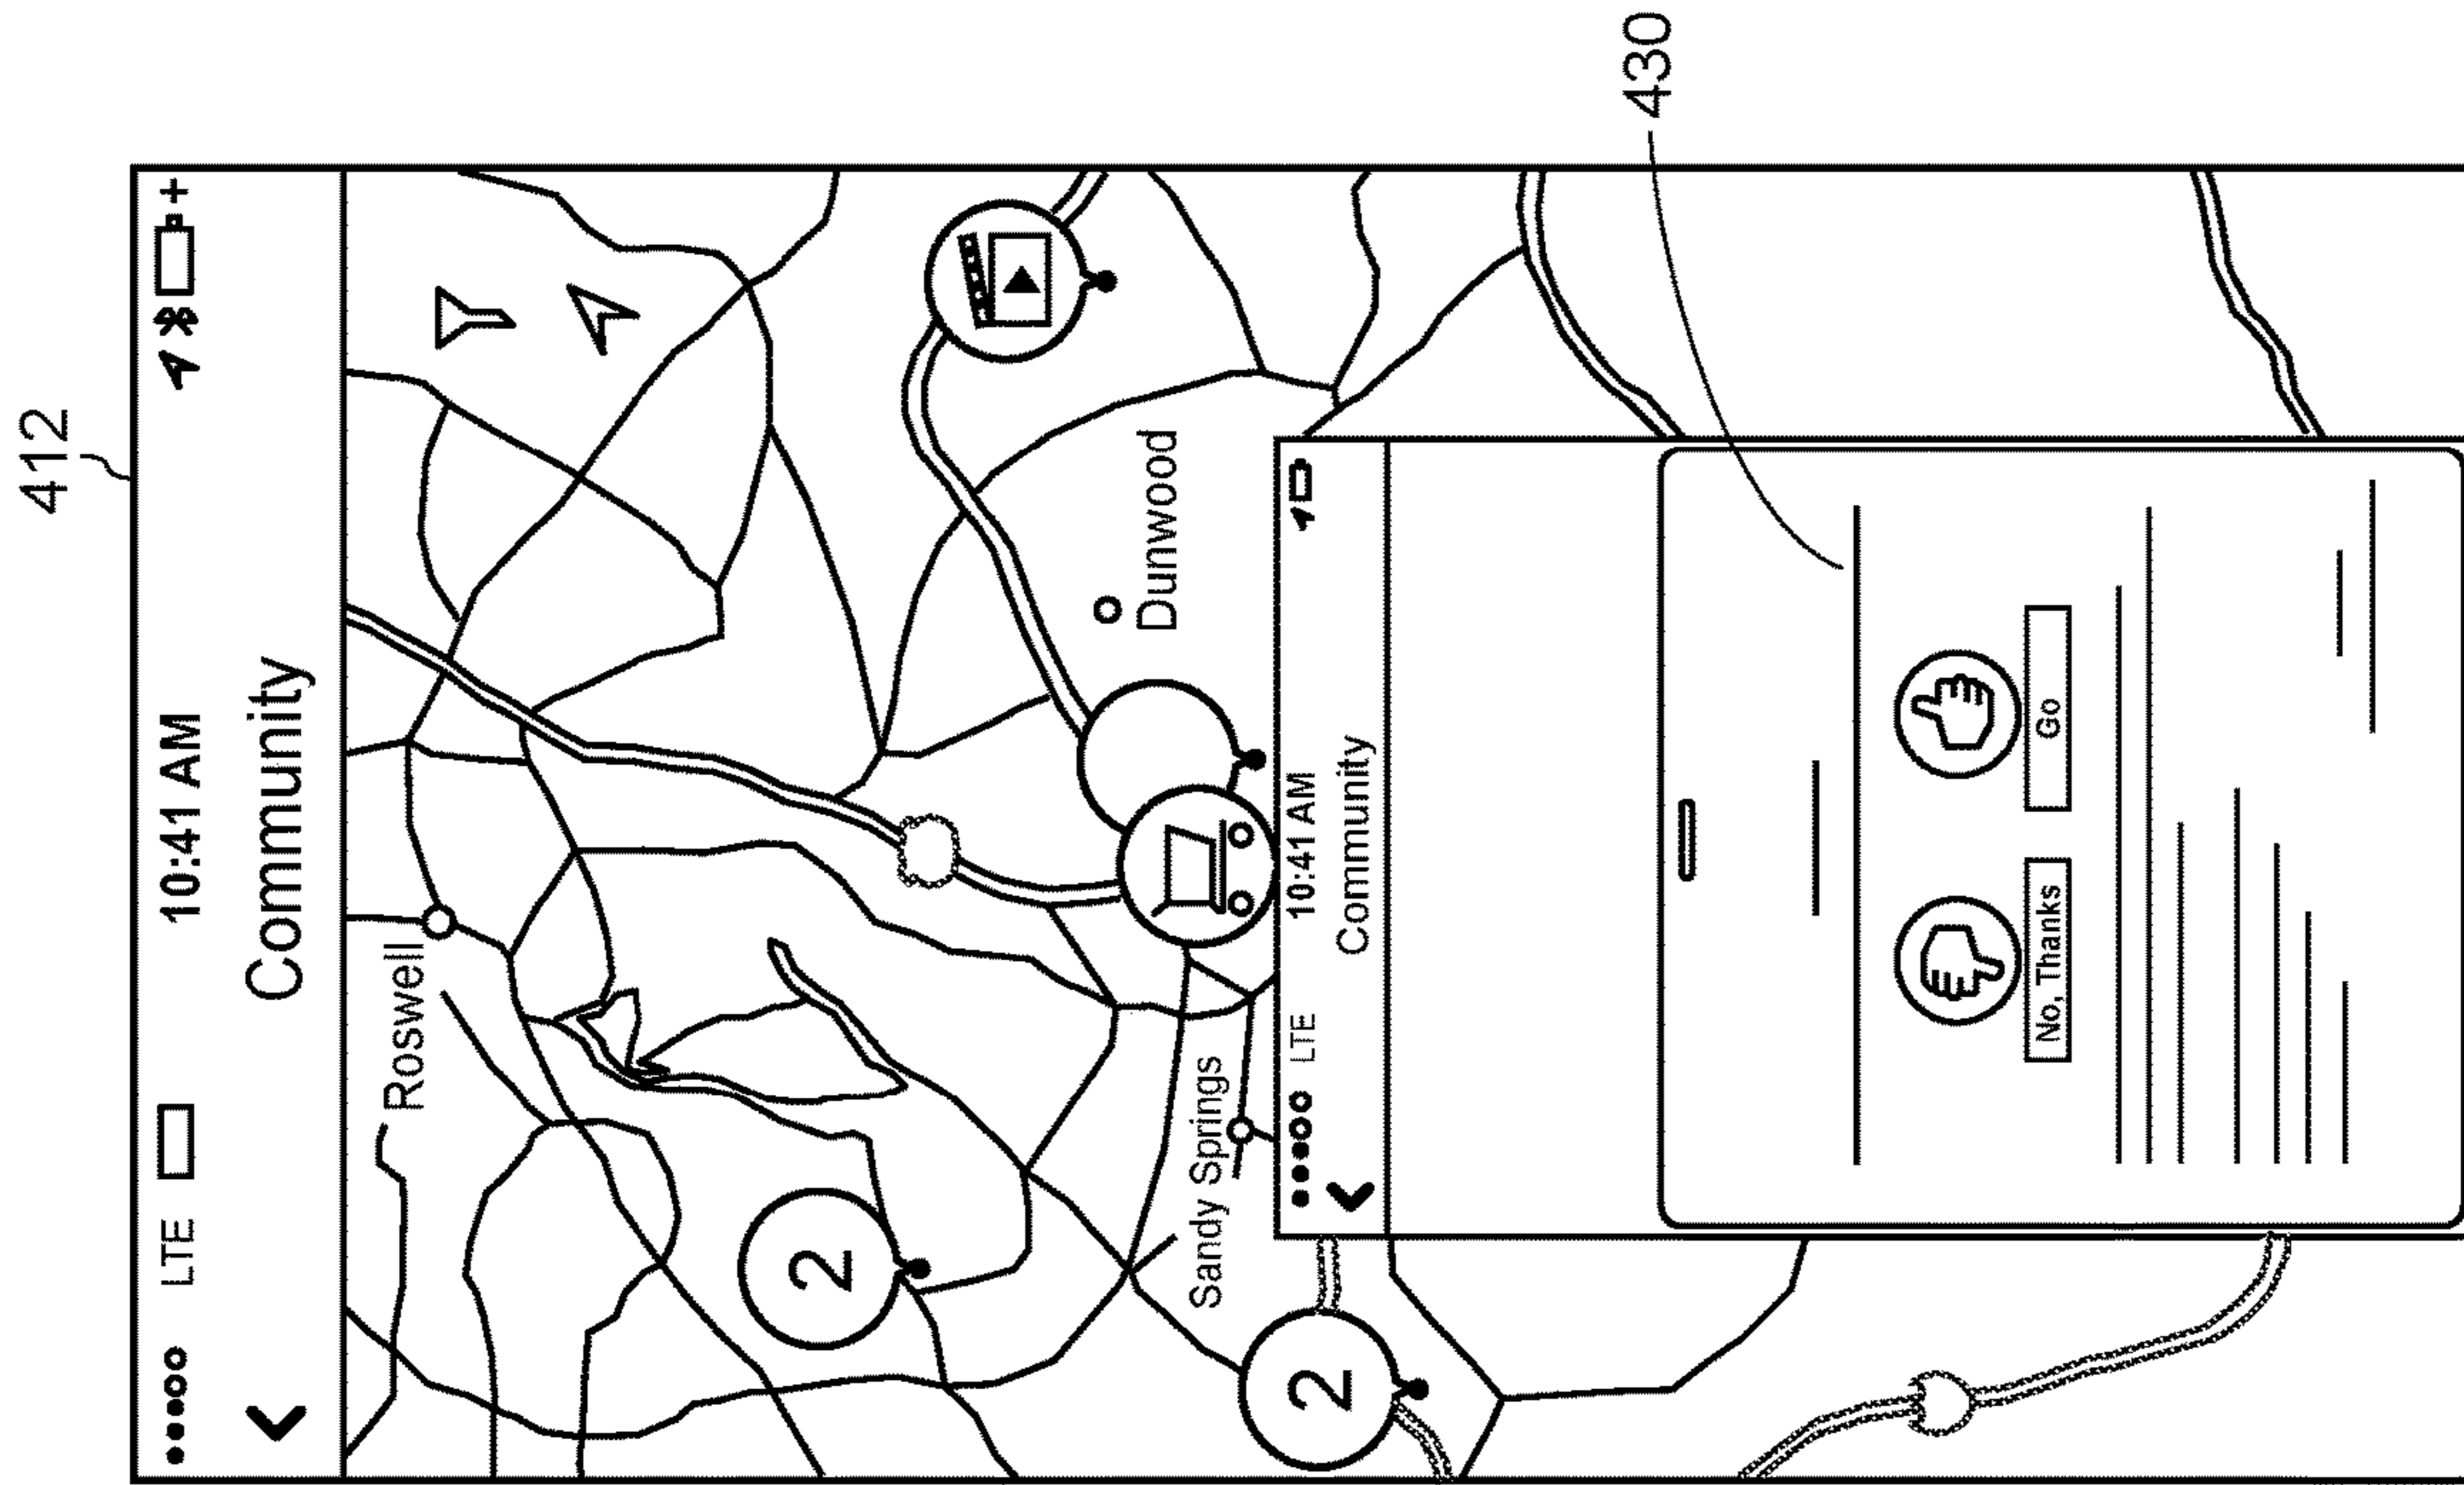 412
LTE 10:41 AM
Community
Roswell
2
Dunwood
Sandy Springs
2
LTE 10:41 AM
Community
430
No, Thanks Go